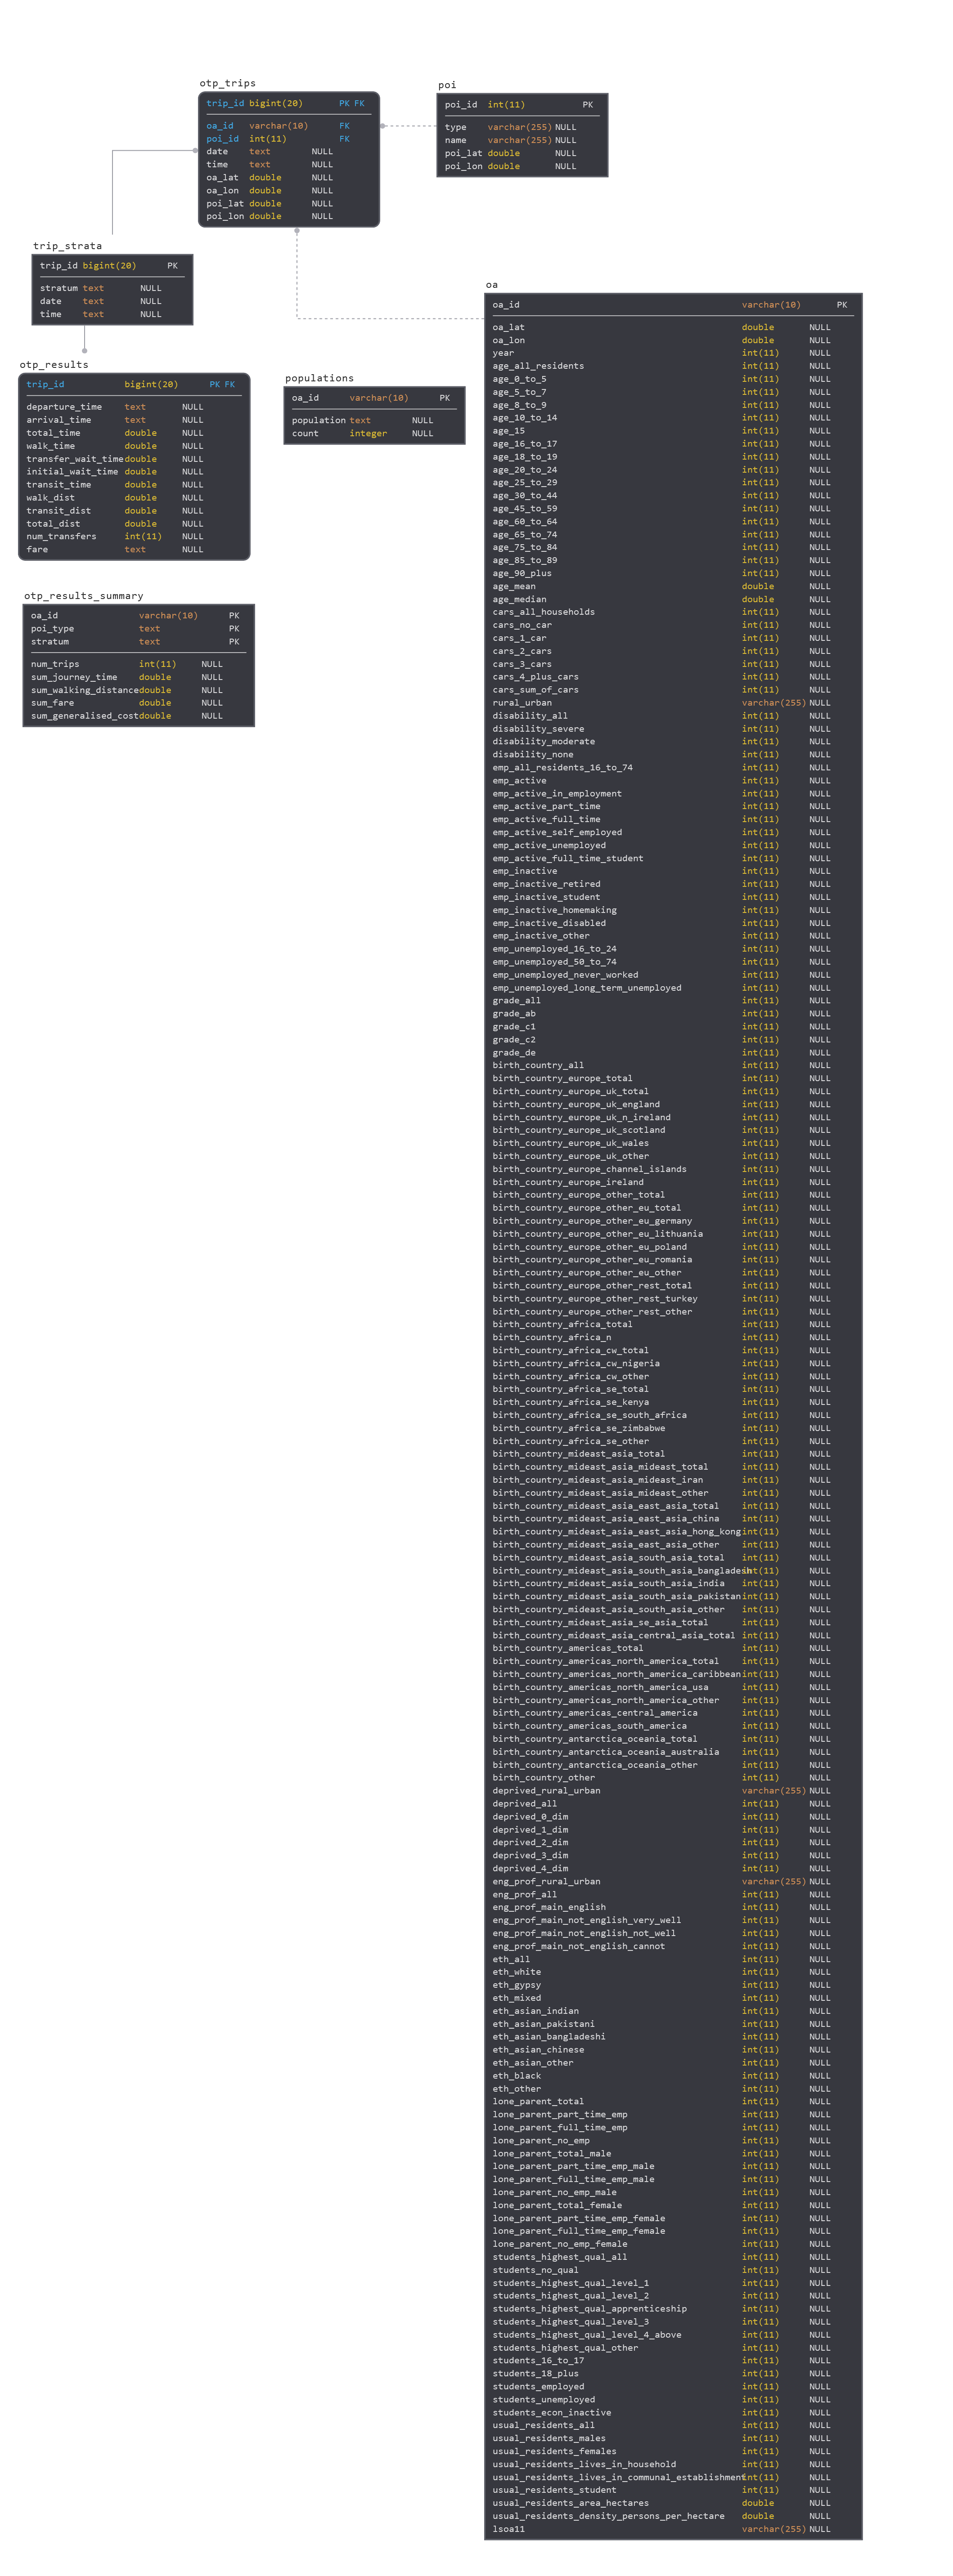 otp_trips
trip_id bigint(20) PK FK
oa_id varchar(10) FK
poi_id int(11) FK
date text NULL
time text NULL
oa_lat double NULL
oa_lon double NULL
poi_lat double NULL
poi_lon double NULL
poi
poi_id int(11) PK
type varchar(255) NULL
name varchar(255) NULL
poi_lat double NULL
poi_lon double NULL
trip_strata
trip_id bigint(20) PK
stratum text NULL
date text NULL
time text NULL
otp_results
trip_id bigint(20) PK FK
departure_time text NULL
arrival_time text NULL
total_time double NULL
walk_time double NULL
transfer_wait_time double NULL
initial_wait_time double NULL
transit_time double NULL
walk_dist double NULL
transit_dist double NULL
total_dist double NULL
num_transfers int(11) NULL
fare text NULL
populations
oa_id varchar(10) PK
population text NULL
count integer NULL
otp_results_summary
oa_id varchar(10) PK
poi_type text PK
stratum text PK
num_trips int(11) NULL
sum_journey_time double NULL
sum_walking_distance double NULL
sum_fare double NULL
sum_generalised_cost double NULL
oa
oa_id varchar(10) PK
oa_lat double NULL
oa_lon double NULL
year int(11) NULL
age_all_residents int(11) NULL
age_0_to_5 int(11) NULL
age_5_to_7 int(11) NULL
age_8_to_9 int(11) NULL
age_10_to_14 int(11) NULL
age_15 int(11) NULL
age_16_to_17 int(11) NULL
age_18_to_19 int(11) NULL
age_20_to_24 int(11) NULL
age_25_to_29 int(11) NULL
age_30_to_44 int(11) NULL
age_45_to_59 int(11) NULL
age_60_to_64 int(11) NULL
age_65_to_74 int(11) NULL
age_75_to_84 int(11) NULL
age_85_to_89 int(11) NULL
age_90_plus int(11) NULL
age_mean double NULL
age_median double NULL
cars_all_households int(11) NULL
cars_no_car int(11) NULL
cars_1_car int(11) NULL
cars_2_cars int(11) NULL
cars_3_cars int(11) NULL
cars_4_plus_cars int(11) NULL
cars_sum_of_cars int(11) NULL
rural_urban varchar(255) NULL
disability_all int(11) NULL
disability_severe int(11) NULL
disability_moderate int(11) NULL
disability_none int(11) NULL
emp_all_residents_16_to_74 int(11) NULL
emp_active int(11) NULL
emp_active_in_employment int(11) NULL
emp_active_part_time int(11) NULL
emp_active_full_time int(11) NULL
emp_active_self_employed int(11) NULL
emp_active_unemployed int(11) NULL
emp_active_full_time_student int(11) NULL
emp_inactive int(11) NULL
emp_inactive_retired int(11) NULL
emp_inactive_student int(11) NULL
emp_inactive_homemaking int(11) NULL
emp_inactive_disabled int(11) NULL
emp_inactive_other int(11) NULL
emp_unemployed_16_to_24 int(11) NULL
emp_unemployed_50_to_74 int(11) NULL
emp_unemployed_never_worked int(11) NULL
emp_unemployed_long_term_unemployed int(11) NULL
grade_all int(11) NULL
grade_ab int(11) NULL
grade_c1 int(11) NULL
grade_c2 int(11) NULL
grade_de int(11) NULL
birth_country_all int(11) NULL
birth_country_europe_total int(11) NULL
birth_country_europe_uk_total int(11) NULL
birth_country_europe_uk_england int(11) NULL
birth_country_europe_uk_n_ireland int(11) NULL
birth_country_europe_uk_scotland int(11) NULL
birth_country_europe_uk_wales int(11) NULL
birth_country_europe_uk_other int(11) NULL
birth_country_europe_channel_islands int(11) NULL
birth_country_europe_ireland int(11) NULL
birth_country_europe_other_total int(11) NULL
birth_country_europe_other_eu_total int(11) NULL
birth_country_europe_other_eu_germany int(11) NULL
birth_country_europe_other_eu_lithuania int(11) NULL
birth_country_europe_other_eu_poland int(11) NULL
birth_country_europe_other_eu_romania int(11) NULL
birth_country_europe_other_eu_other int(11) NULL
birth_country_europe_other_rest_total int(11) NULL
birth_country_europe_other_rest_turkey int(11) NULL
birth_country_europe_other_rest_other int(11) NULL
birth_country_africa_total int(11) NULL
birth_country_africa_n int(11) NULL
birth_country_africa_cw_total int(11) NULL
birth_country_africa_cw_nigeria int(11) NULL
birth_country_africa_cw_other int(11) NULL
birth_country_africa_se_total int(11) NULL
birth_country_africa_se_kenya int(11) NULL
birth_country_africa_se_south_africa int(11) NULL
birth_country_africa_se_zimbabwe int(11) NULL
birth_country_africa_se_other int(11) NULL
birth_country_mideast_asia_total int(11) NULL
birth_country_mideast_asia_mideast_total int(11) NULL
birth_country_mideast_asia_mideast_iran int(11) NULL
birth_country_mideast_asia_mideast_other int(11) NULL
birth_country_mideast_asia_east_asia_total int(11) NULL
birth_country_mideast_asia_east_asia_china int(11) NULL
birth_country_mideast_asia_east_asia_hong_kong int(11) NULL
birth_country_mideast_asia_east_asia_other int(11) NULL
birth_country_mideast_asia_south_asia_total int(11) NULL
birth_country_mideast_asia_south_asia_bangladesh int(11) NULL
birth_country_mideast_asia_south_asia_india int(11) NULL
birth_country_mideast_asia_south_asia_pakistan int(11) NULL
birth_country_mideast_asia_south_asia_other int(11) NULL
birth_country_mideast_asia_se_asia_total int(11) NULL
birth_country_mideast_asia_central_asia_total int(11) NULL
birth_country_americas_total int(11) NULL
birth_country_americas_north_america_total int(11) NULL
birth_country_americas_north_america_caribbean int(11) NULL
birth_country_americas_north_america_usa int(11) NULL
birth_country_americas_north_america_other int(11) NULL
birth_country_americas_central_america int(11) NULL
birth_country_americas_south_america int(11) NULL
birth_country_antarctica_oceania_total int(11) NULL
birth_country_antarctica_oceania_australia int(11) NULL
birth_country_antarctica_oceania_other int(11) NULL
birth_country_other int(11) NULL
deprived_rural_urban varchar(255) NULL
deprived_all int(11) NULL
deprived_0_dim int(11) NULL
deprived_1_dim int(11) NULL
deprived_2_dim int(11) NULL
deprived_3_dim int(11) NULL
deprived_4_dim int(11) NULL
eng_prof_rural_urban varchar(255) NULL
eng_prof_all int(11) NULL
eng_prof_main_english int(11) NULL
eng_prof_main_not_english_very_well int(11) NULL
eng_prof_main_not_english_not_well int(11) NULL
eng_prof_main_not_english_cannot int(11) NULL
eth_all int(11) NULL
eth_white int(11) NULL
eth_gypsy int(11) NULL
eth_mixed int(11) NULL
eth_asian_indian int(11) NULL
eth_asian_pakistani int(11) NULL
eth_asian_bangladeshi int(11) NULL
eth_asian_chinese int(11) NULL
eth_asian_other int(11) NULL
eth_black int(11) NULL
eth_other int(11) NULL
lone_parent_total int(11) NULL
lone_parent_part_time_emp int(11) NULL
lone_parent_full_time_emp int(11) NULL
lone_parent_no_emp int(11) NULL
lone_parent_total_male int(11) NULL
lone_parent_part_time_emp_male int(11) NULL
lone_parent_full_time_emp_male int(11) NULL
lone_parent_no_emp_male int(11) NULL
lone_parent_total_female int(11) NULL
lone_parent_part_time_emp_female int(11) NULL
lone_parent_full_time_emp_female int(11) NULL
lone_parent_no_emp_female int(11) NULL
students_highest_qual_all int(11) NULL
students_no_qual int(11) NULL
students_highest_qual_level_1 int(11) NULL
students_highest_qual_level_2 int(11) NULL
students_highest_qual_apprenticeship int(11) NULL
students_highest_qual_level_3 int(11) NULL
students_highest_qual_level_4_above int(11) NULL
students_highest_qual_other int(11) NULL
students_16_to_17 int(11) NULL
students_18_plus int(11) NULL
students_employed int(11) NULL
students_unemployed int(11) NULL
students_econ_inactive int(11) NULL
usual_residents_all int(11) NULL
usual_residents_males int(11) NULL
usual_residents_females int(11) NULL
usual_residents_lives_in_household int(11) NULL
usual_residents_lives_in_communal_establishment int(11) NULL
usual_residents_student int(11) NULL
usual_residents_area_hectares double NULL
usual_residents_density_persons_per_hectare double NULL
lsoa11 varchar(255) NULL